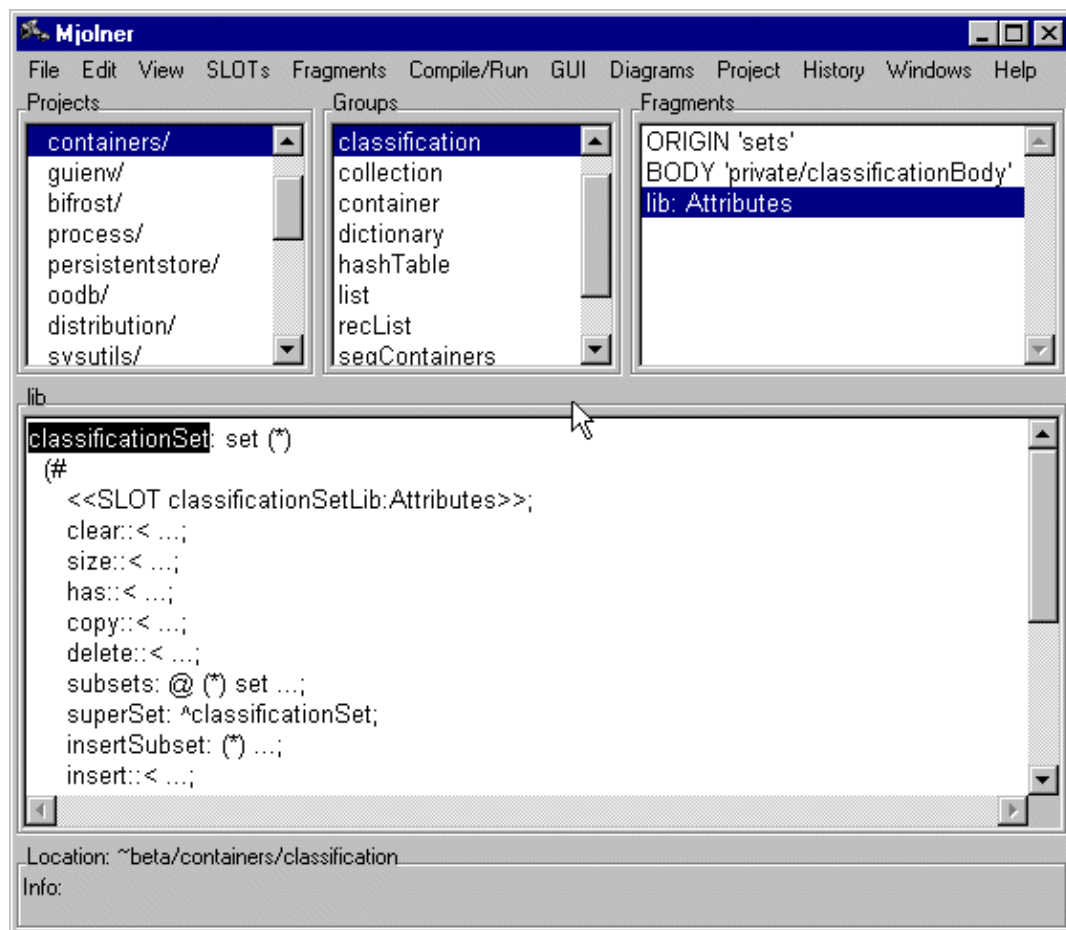 Mjolner
File Edit View SLOTs Fragments Compile/Run GUI Diagrams Project History Windows Help
Projects
containers/
guienv/
bifrost/
process/
persistentstore/
oodb/
distribution/
sysutils/
Groups
classification
collection
container
dictionary
hashTable
list
recList
seqContainers
Fragments
ORIGIN 'sets'
BODY 'private/classificationBody'
lib: Attributes
lib
classificationSet: set (*)
(#
<<SLOT classificationSetLib:Attributes>>;
clear::< ...;
size::< ...;
has::< ...;
copy::< ...;
delete::< ...;
subsets: @ (*) set ...;
superSet: ^classificationSet;
insertSubset: (*) ...;
insert::< ...;
Location: ~beta/containers/classification
Info: